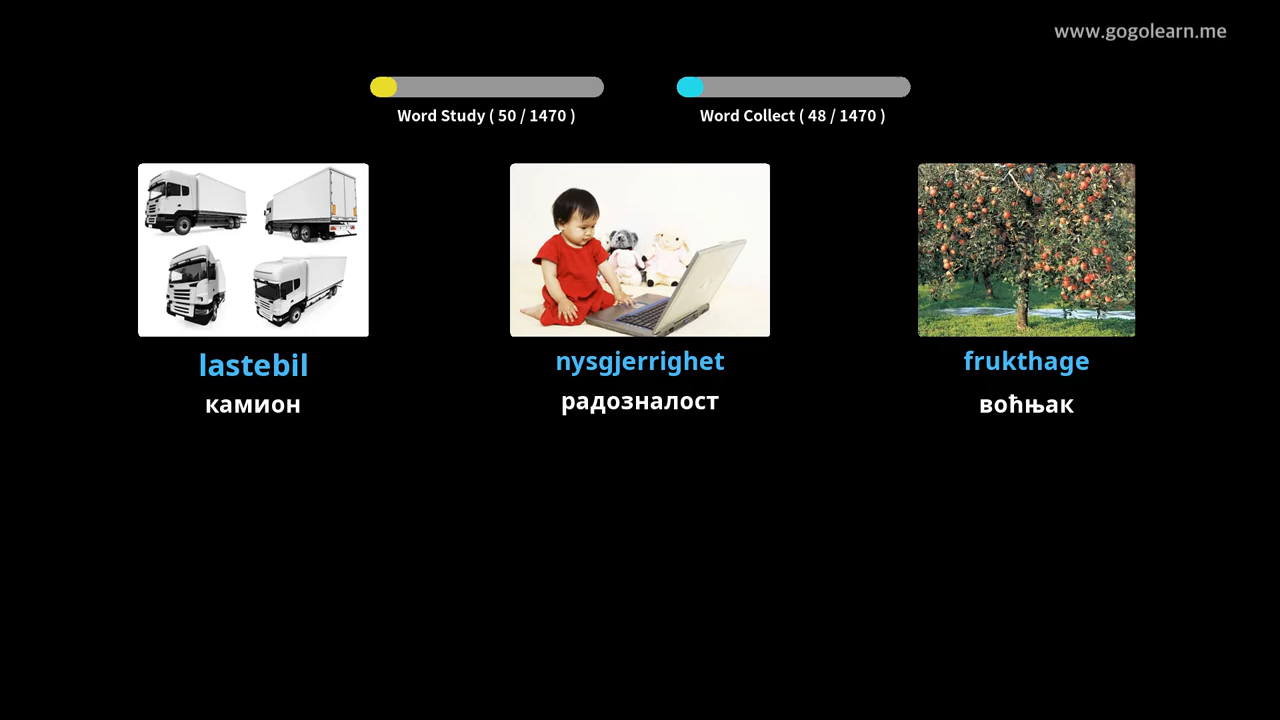 www.gogolearn.me
Word Study ( 50 / 1470 )
Word Collect ( 48 / 1470 )
lastebil
nysgjerrighet
frukthage
камион
радозналост
воћњак